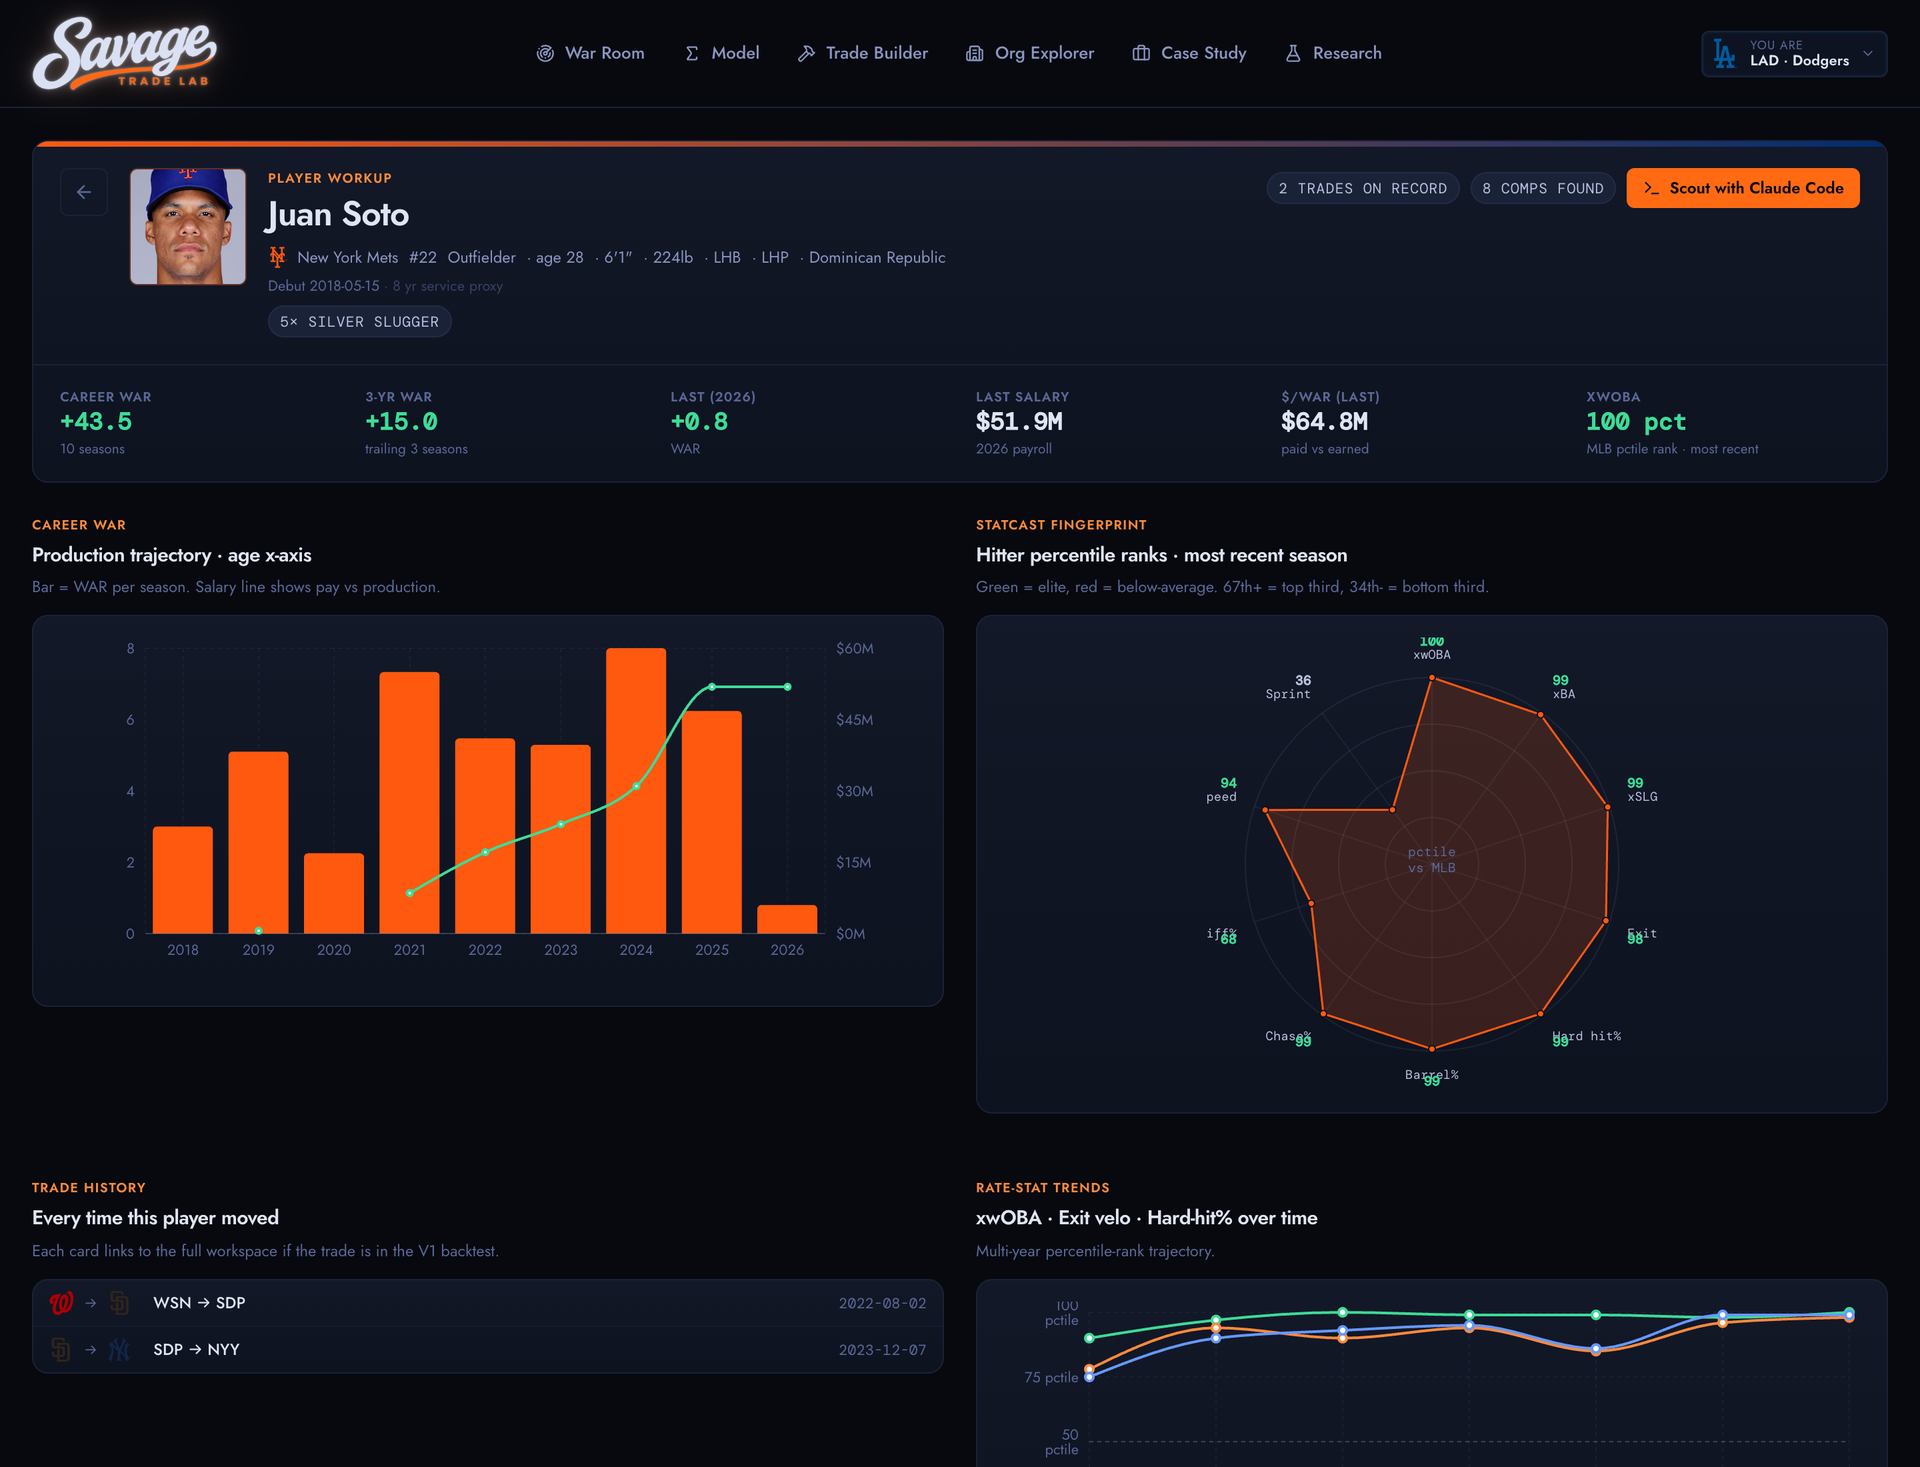 Savage
TRADE LAB
War Room
Model
Trade Builder
Org Explorer
Case Study
Research
LA
YOU ARE
LAD · Dodgers
PLAYER WORKUP
Juan Soto
New York Mets #22 Outfielder · age 28 · 6'1" · 224lb · LHB · LHP · Dominican Republic
Debut 2018-05-15 · 8 yr service proxy
5× SILVER SLUGGER
2 TRADES ON RECORD
8 COMPS FOUND
>_ Scout with Claude Code
CAREER WAR
+43.5
10 seasons
3-YR WAR
+15.0
trailing 3 seasons
LAST (2026)
+0.8
WAR
LAST SALARY
$51.9M
2026 payroll
$/WAR (LAST)
$64.8M
paid vs earned
XWOBA
100 pct
MLB pctile rank · most recent
CAREER WAR
Production trajectory · age x-axis
Bar = WAR per season. Salary line shows pay vs production.
8
6
4
2
0
$60M
$45M
$30M
$15M
$0M
2018
2019
2020
2021
2022
2023
2024
2025
2026
STATCAST FINGERPRINT
Hitter percentile ranks · most recent season
Green = elite, red = below-average. 67th+ = top third, 34th- = bottom third.
100
xwOBA
99
xBA
99
xSLG
Exit
98
Hard hit%
99
Barrel%
99
Chase%
99
iff%
68
94
peed
36
Sprint
pctile
vs MLB
TRADE HISTORY
Every time this player moved
Each card links to the full workspace if the trade is in the V1 backtest.
W → SD WSN → SDP 2022-08-02
SD → NY SDP → NYY 2023-12-07
RATE-STAT TRENDS
xwOBA · Exit velo · Hard-hit% over time
Multi-year percentile-rank trajectory.
100
pctile
75 pctile
50
pctile